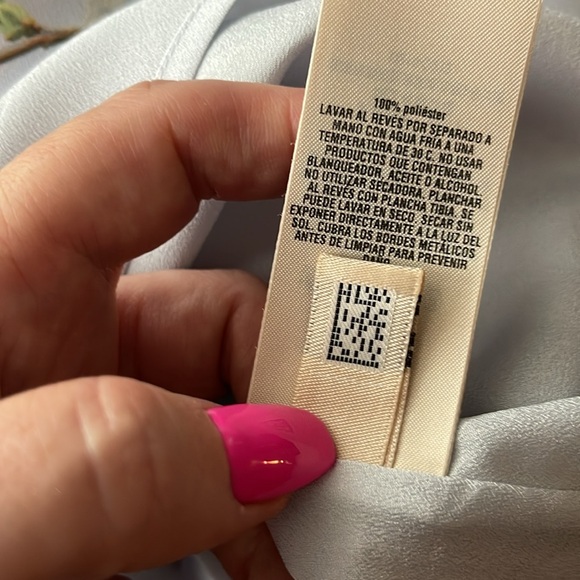 100% poliéster
LAVAR AL REVÉS POR SEPARADO A
MANO CON AGUA FRÍA A UNA
TEMPERATURA DE 30 C. NO USAR
PRODUCTOS QUE CONTENGAN
BLANQUEADOR, ACEITE O ALCOHOL.
NO UTILIZAR SECADORA. PLANCHAR
AL REVÉS CON PLANCHA TIBIA. SE
PUEDE LAVAR EN SECO. SECAR SIN
EXPONER DIRECTAMENTE A LA LUZ DEL
SOL. CUBRA LOS BORDES METÁLICOS
ANTES DE LIMPIAR PARA PREVENIR
DAÑO